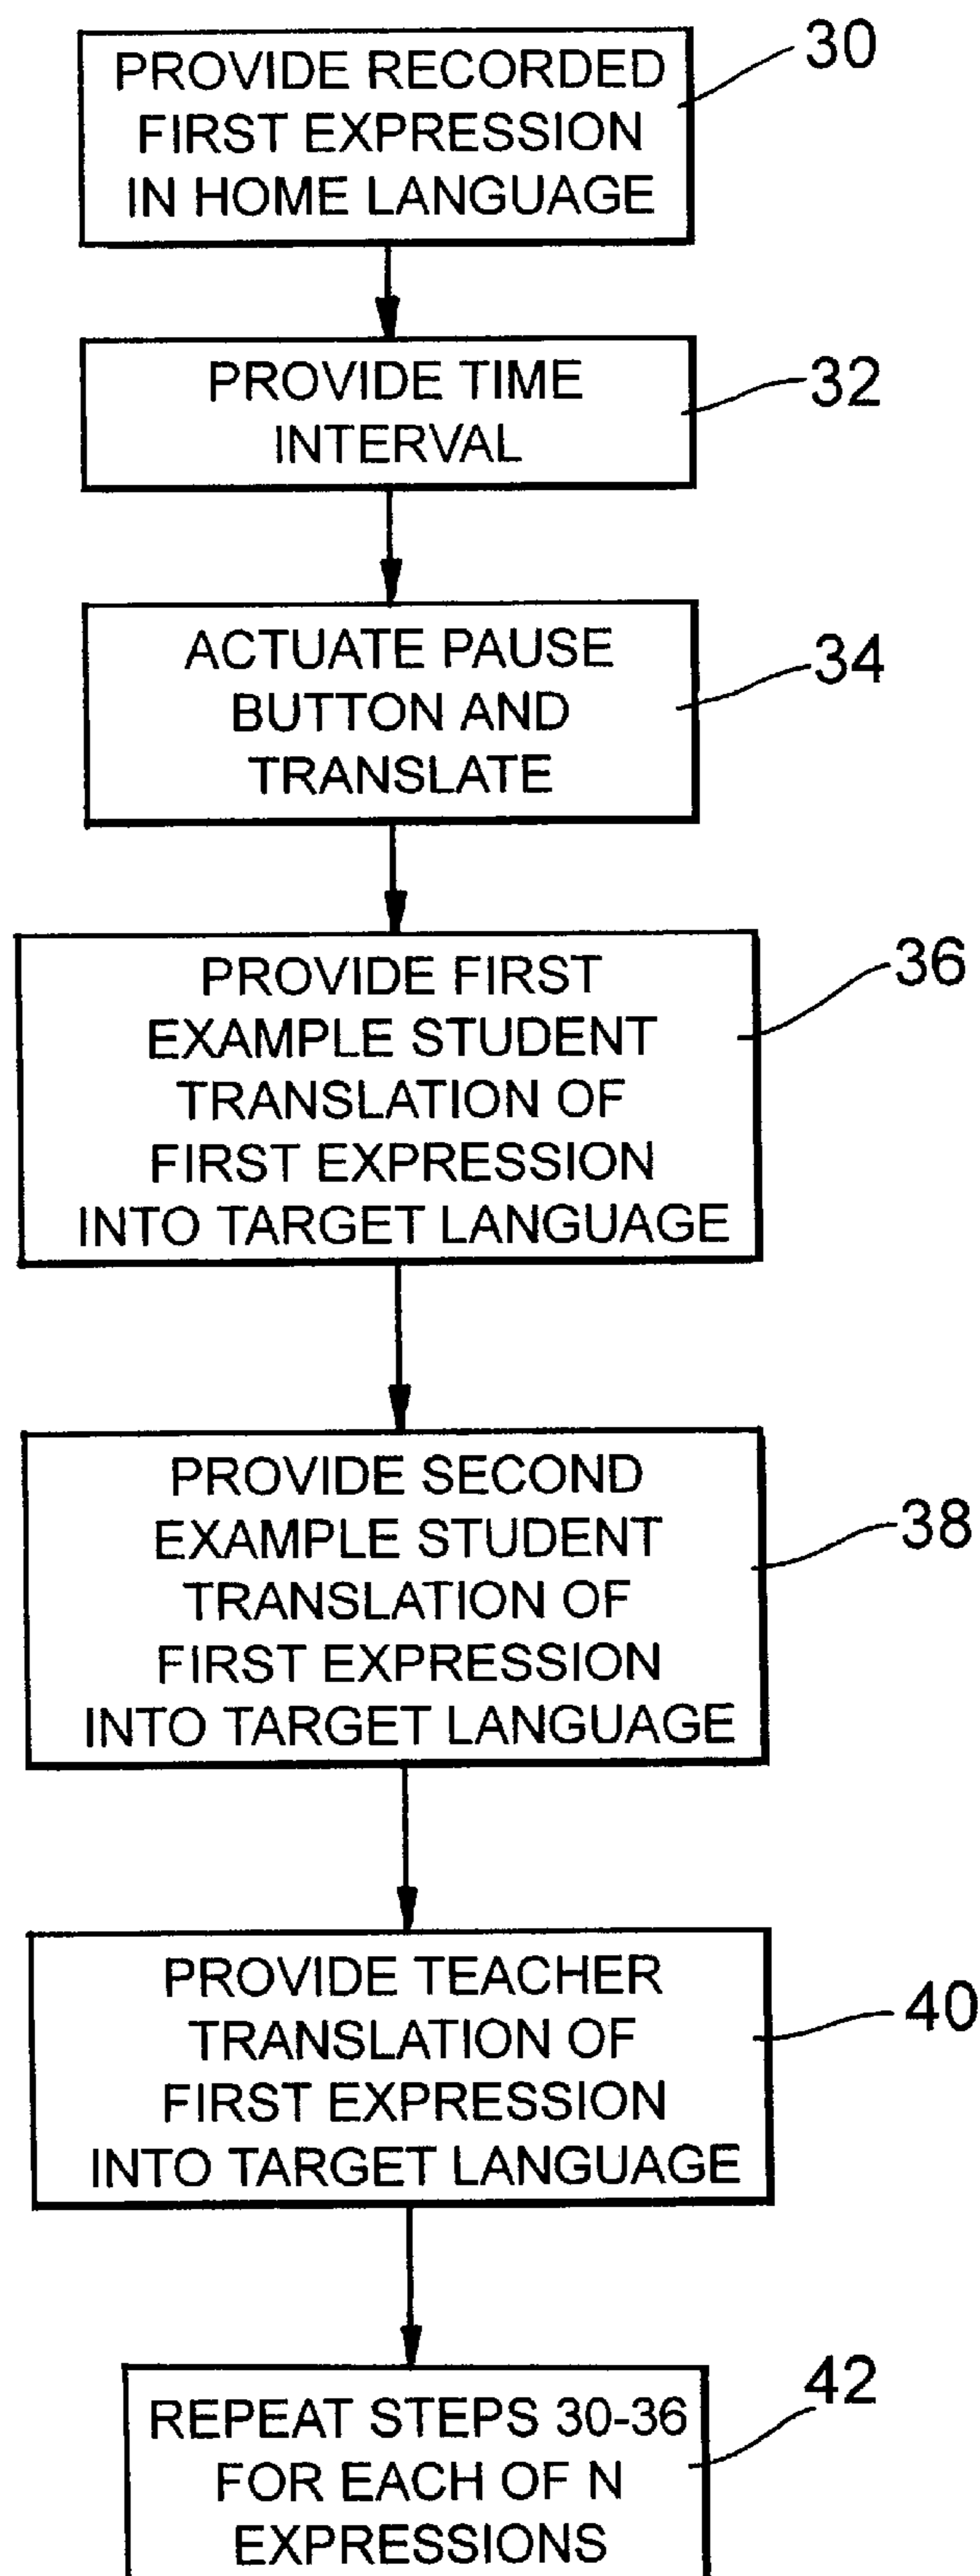 PROVIDE RECORDED
FIRST EXPRESSION
IN HOME LANGUAGE
30
PROVIDE TIME
INTERVAL
32
ACTUATE PAUSE
BUTTON AND
TRANSLATE
34
PROVIDE FIRST
EXAMPLE STUDENT
TRANSLATION OF
FIRST EXPRESSION
INTO TARGET LANGUAGE
36
PROVIDE SECOND
EXAMPLE STUDENT
TRANSLATION OF
FIRST EXPRESSION
INTO TARGET LANGUAGE
38
PROVIDE TEACHER
TRANSLATION OF
FIRST EXPRESSION
INTO TARGET LANGUAGE
40
REPEAT STEPS 30-36
FOR EACH OF N
EXPRESSIONS
42